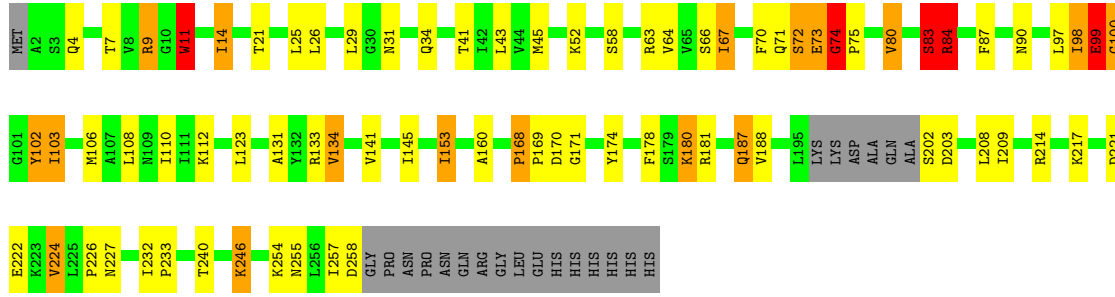 MET A2 S3 Q4 T7 V8 R9 G10 W11 I14 T21 L25 L26 L29 G30 N31 Q34 T41 I42 L43 V44 M45 K52 S58 R63 V64 V65 S66 I67 F70 Q71 S72 E73 G74 P75 V80 S83 R84 F87 N90 L97 I98 E99 G100
G101 Y102 I103 M106 A107 L108 N109 I110 I111 K112 L123 A131 Y132 R133 V134 V141 I145 I153 A160 P168 P169 D170 G171 Y174 F178 S179 K180 R181 Q187 V188 L195 LYS LYS ASP ALA GLN ALA S202 D203 L208 I209 R214 K217 D221
E222 K223 V224 L225 P226 N227 I232 P233 T240 K246 K254 N255 L256 I257 D258 GLY PRO ASN PRO ASN GLN ARG GLY LEU GLU HIS HIS HIS HIS HIS HIS